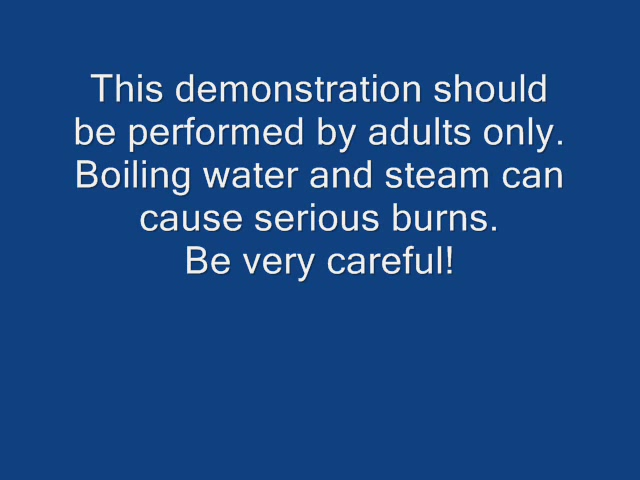 This demonstration should
be performed by adults only.
Boiling water and steam can
cause serious burns.
Be very careful!